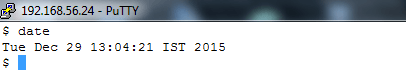 192.168.56.24 - PuTTY
$ date
Tue Dec 29 13:04:21 IST 2015
$